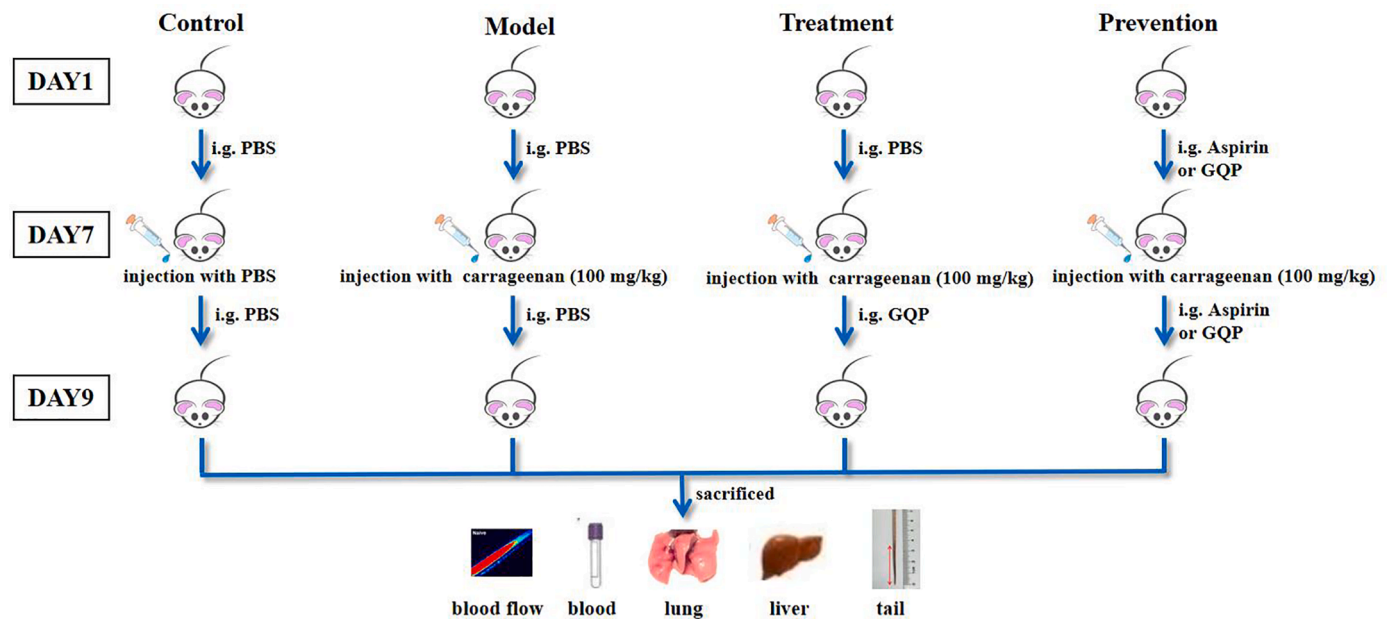 Control Model Treatment Prevention
DAY1
i.g. PBS i.g. PBS i.g. PBS i.g. Aspirin
or GQP
DAY7
injection with PBS injection with carrageenan (100 mg/kg) injection with carrageenan (100 mg/kg) injection with carrageenan (100 mg/kg)
i.g. PBS i.g. PBS i.g. GQP i.g. Aspirin
or GQP
DAY9
sacrificed
Naive
blood flow blood lung liver tail